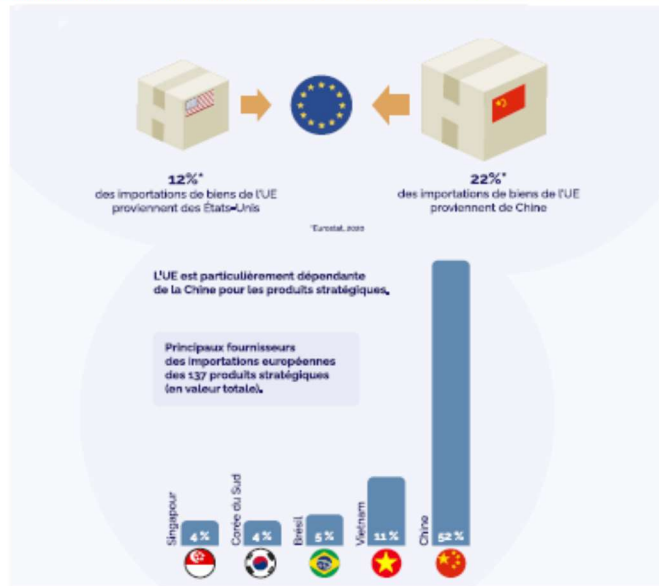 12%*
des importations de biens de l'UE
proviennent des États-Unis
22%*
des importations de biens de l'UE
proviennent de Chine
*Eurostat, 2020
L'UE est particulièrement dépendante
de la Chine pour les produits stratégiques.
Principaux fournisseurs
des importations européennes
des 137 produits stratégiques
(en valeur totale).
Singapour
4 %
Corée du Sud
4 %
Brésil
5 %
Vietnam
11 %
Chine
52 %